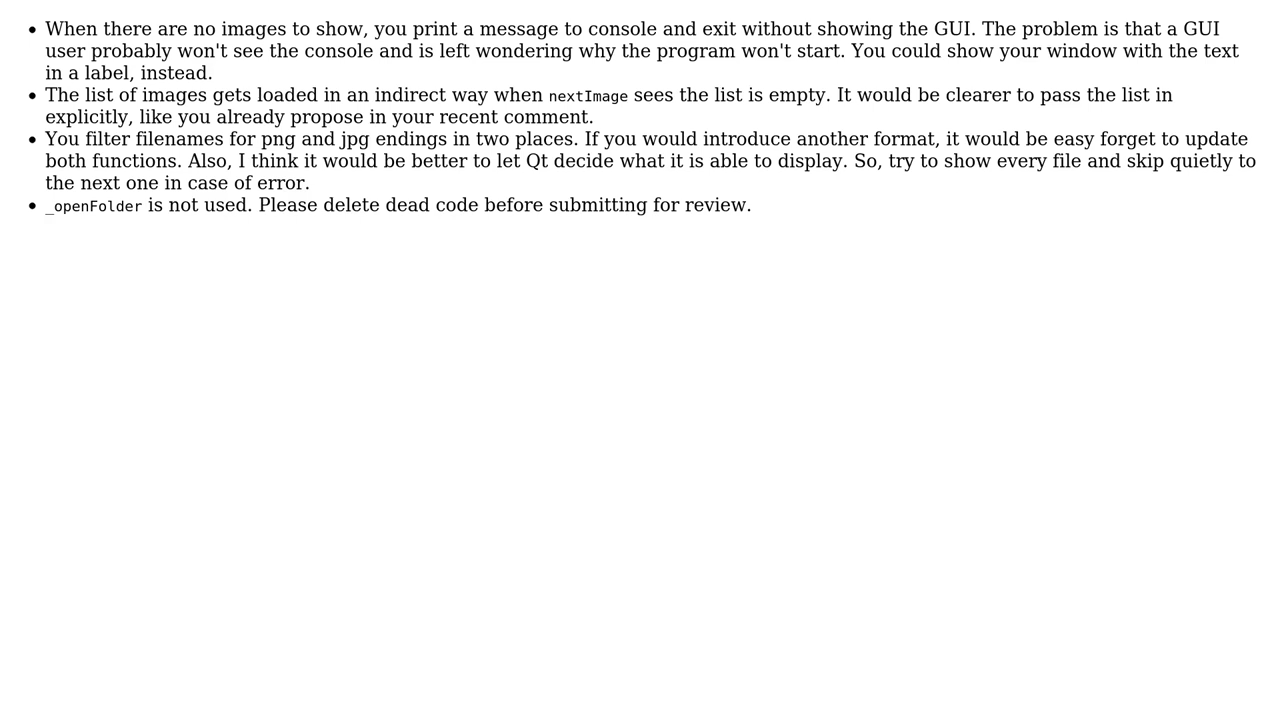 • When there are no images to show, you print a message to console and exit without showing the GUI. The problem is that a GUI
user probably won't see the console and is left wondering why the program won't start. You could show your window with the text
in a label, instead.
• The list of images gets loaded in an indirect way when nextImage sees the list is empty. It would be clearer to pass the list in
explicitly, like you already propose in your recent comment.
• You filter filenames for png and jpg endings in two places. If you would introduce another format, it would be easy forget to update
both functions. Also, I think it would be better to let Qt decide what it is able to display. So, try to show every file and skip quietly to
the next one in case of error.
• _openFolder is not used. Please delete dead code before submitting for review.